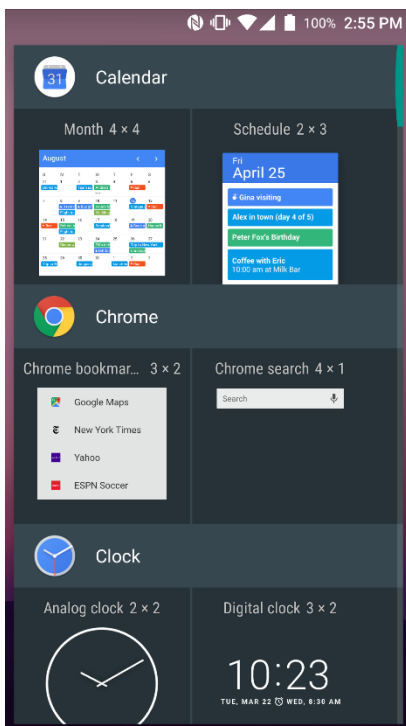 100% 2:55 PM
31 Calendar
Month 4 × 4
Schedule 2 × 3
August
Fri
April 25
Gina visiting
Alex in town (day 4 of 5)
Peter Fox's Birthday
Coffee with Eric
10:00 am at Milk Bar
Chrome
Chrome bookmar... 3 × 2
Chrome search 4 × 1
Google Maps
New York Times
Yahoo
ESPN Soccer
Search
Clock
Analog clock 2 × 2
Digital clock 3 × 2
10:23
TUE, MAR 22 WED, 8:30 AM